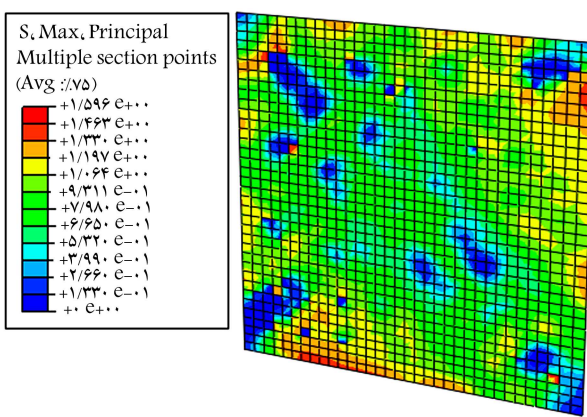 S، Max، Principal
Multiple section points
(Avg :٪۷۵)
+۱/۵۹۶ e+۰۰
+۱/۴۶۳ e+۰۰
+۱/۳۳۰ e+۰۰
+۱/۱۹۷ e+۰۰
+۱/۰۶۴ e+۰۰
+۹/۳۱۱ e−۰۱
+۷/۹۸۰ e−۰۱
+۶/۶۵۰ e−۰۱
+۵/۳۲۰ e−۰۱
+۳/۹۹۰ e−۰۱
+۲/۶۶۰ e−۰۱
+۱/۳۳۰ e−۰۱
+۰ e+۰۰